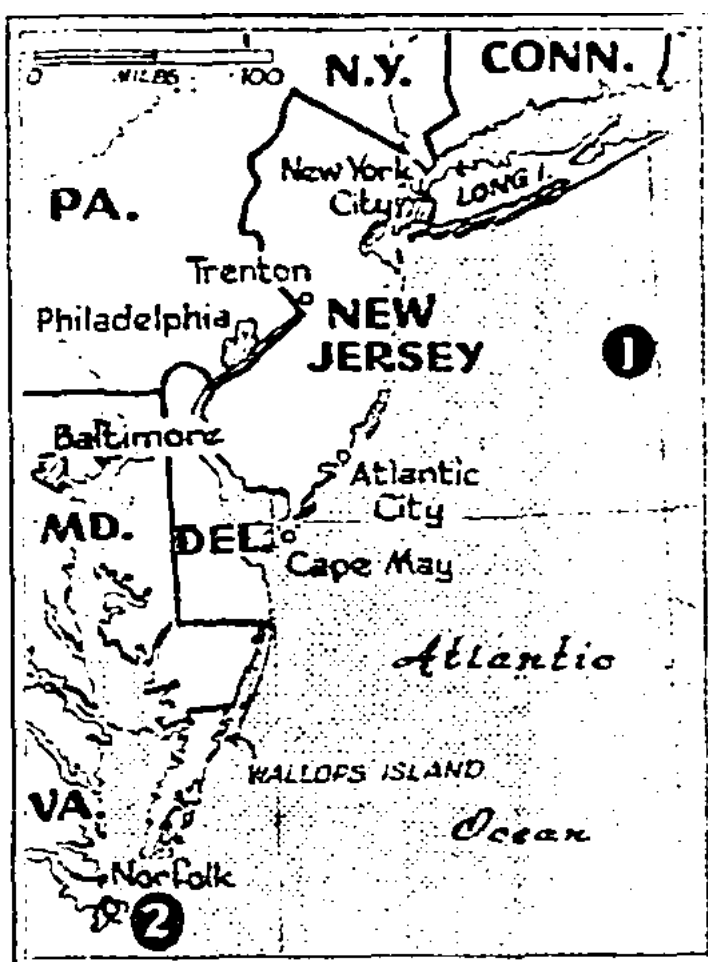 0 MILES 100
N.Y.
CONN.
New York
City
LONG I.
PA.
Trenton
Philadelphia
NEW
JERSEY
1
Baltimore
Atlantic
City
MD.
DEL.
Cape May
Atlantic
WALLOPS ISLAND
VA
Ocean
Norfolk
2